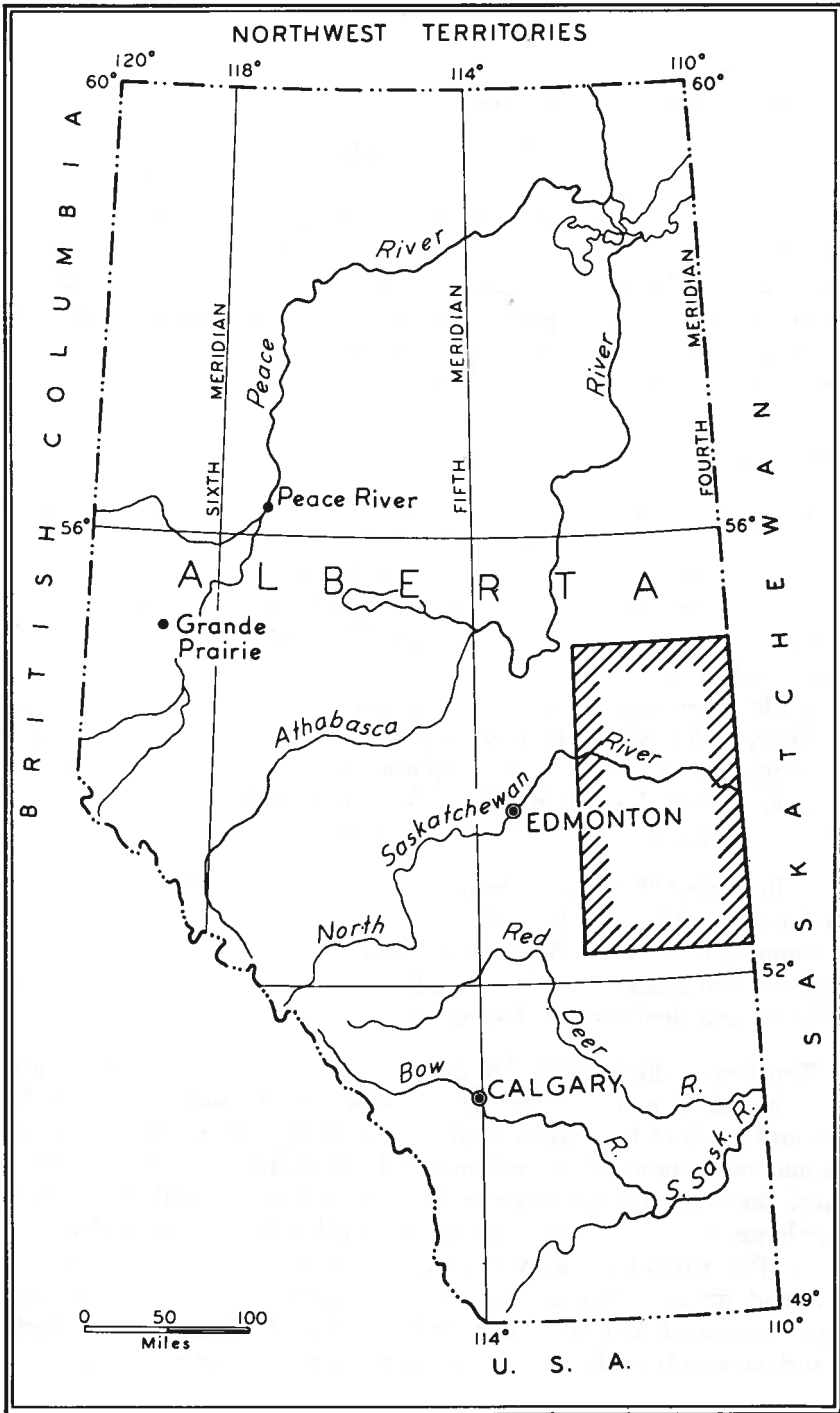 NORTHWEST TERRITORIES
120°
118°
114°
110°
60°
60°
BRITISH COLUMBIA
River
Peace
River
SIXTH MERIDIAN
FIFTH MERIDIAN
FOURTH MERIDIAN
Peace River
56°
56°
ALBERTA
Grande
Prairie
SASKATCHEWAN
Athabasca
River
Saskatchewan
EDMONTON
North
Red
52°
Deer
Bow
CALGARY
R.
R.
S. Sask. R.
0 50 100
Miles
49°
114°
110°
U. S. A.